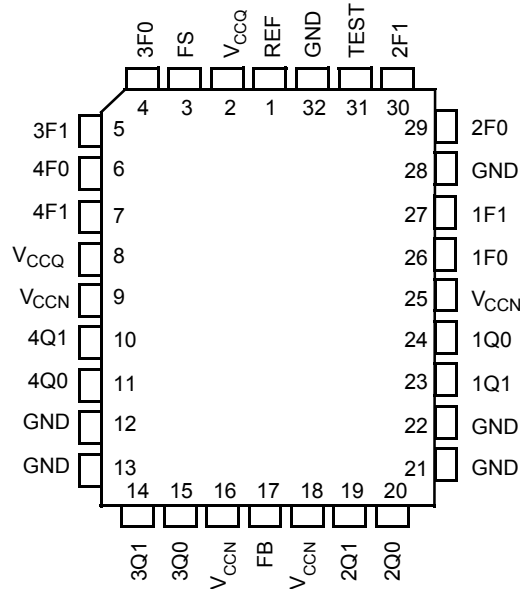 3F0 FS VCCQ REF GND TEST 2F1
4 3 2 1 32 31 30
3F1 5 29 2F0
4F0 6 28 GND
4F1 7 27 1F1
VCCQ 8 26 1F0
VCCN 9 25 VCCN
4Q1 10 24 1Q0
4Q0 11 23 1Q1
GND 12 22 GND
GND 13 21 GND
14 15 16 17 18 19 20
3Q1 3Q0 VCCN FB VCCN 2Q1 2Q0